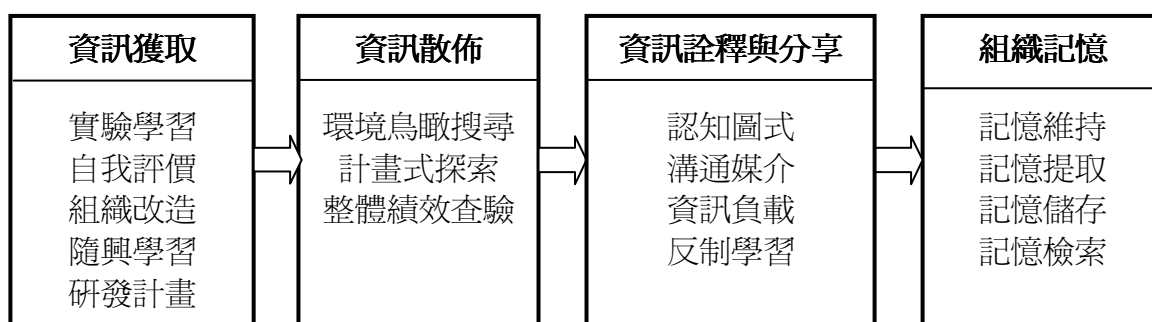 資訊獲取
實驗學習
自我評價
組織改造
隨興學習
研發計畫
資訊散佈
環境鳥瞰搜尋
計畫式探索
整體績效查驗
資訊詮釋與分享
認知圖式
溝通媒介
資訊負載
反制學習
組織記憶
記憶維持
記憶提取
記憶儲存
記憶檢索